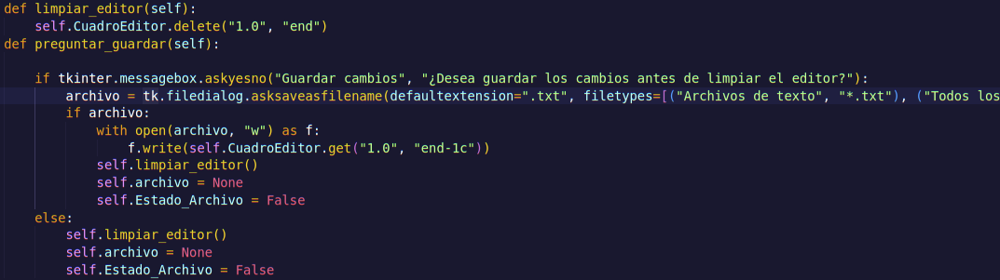 def limpiar_editor(self):
    self.CuadroEditor.delete("1.0", "end")
def preguntar_guardar(self):

    if tkinter.messagebox.askyesno("Guardar cambios", "¿Desea guardar los cambios antes de limpiar el editor?"):
        archivo = tk.filedialog.asksaveasfilename(defaultextension=".txt", filetypes=[("Archivos de texto", "*.txt"), ("Todos los
        if archivo:
            with open(archivo, "w") as f:
                f.write(self.CuadroEditor.get("1.0", "end-1c"))
            self.limpiar_editor()
            self.archivo = None
            self.Estado_Archivo = False
    else:
        self.limpiar_editor()
        self.archivo = None
        self.Estado_Archivo = False